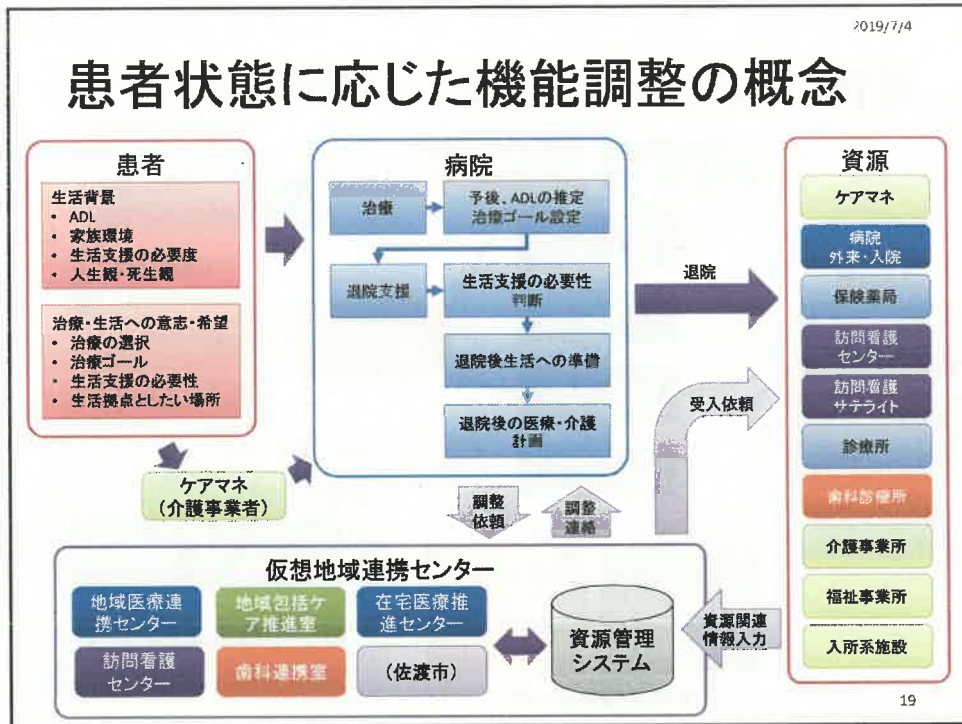 2019/7/4
患者状態に応じた機能調整の概念
患者
生活背景
• ADL
• 家族環境
• 生活支援の必要度
• 人生観・死生観
治療・生活への意志・希望
• 治療の選択
• 治療ゴール
• 生活支援の必要性
• 生活拠点としたい場所
ケアマネ
(介護事業者)
病院
治療
予後、ADLの推定
治療ゴール設定
退院支援
生活支援の必要性
判断
退院後生活への準備
退院後の医療・介護
計画
退院
受入依頼
調整
依頼
調整
連絡
資源
ケアマネ
病院
外来・入院
保険薬局
訪問看護
センター
訪問看護
サテライト
診療所
歯科診療所
介護事業所
福祉事業所
入所系施設
仮想地域連携センター
地域医療連
携センター
地域包括ケ
ア推進室
在宅医療推
進センター
訪問看護
センター
歯科連携室
(佐渡市)
資源管理
システム
資源関連
情報入力
19